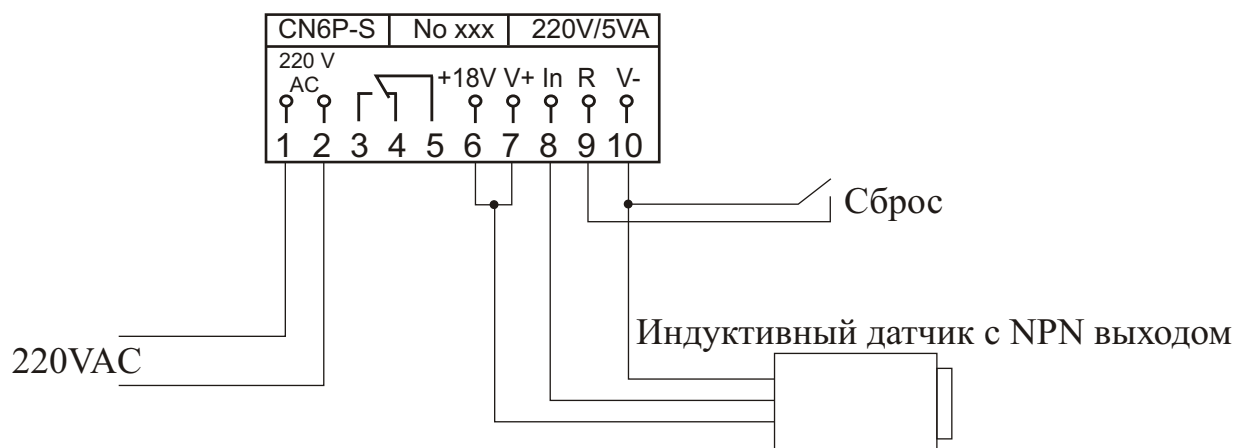 CN6P-S No xxx 220V/5VA
220 V
AC
+18V V+ In R V-
1 2 3 4 5 6 7 8 9 10
Сброс
Индуктивный датчик с NPN выходом
220VAC